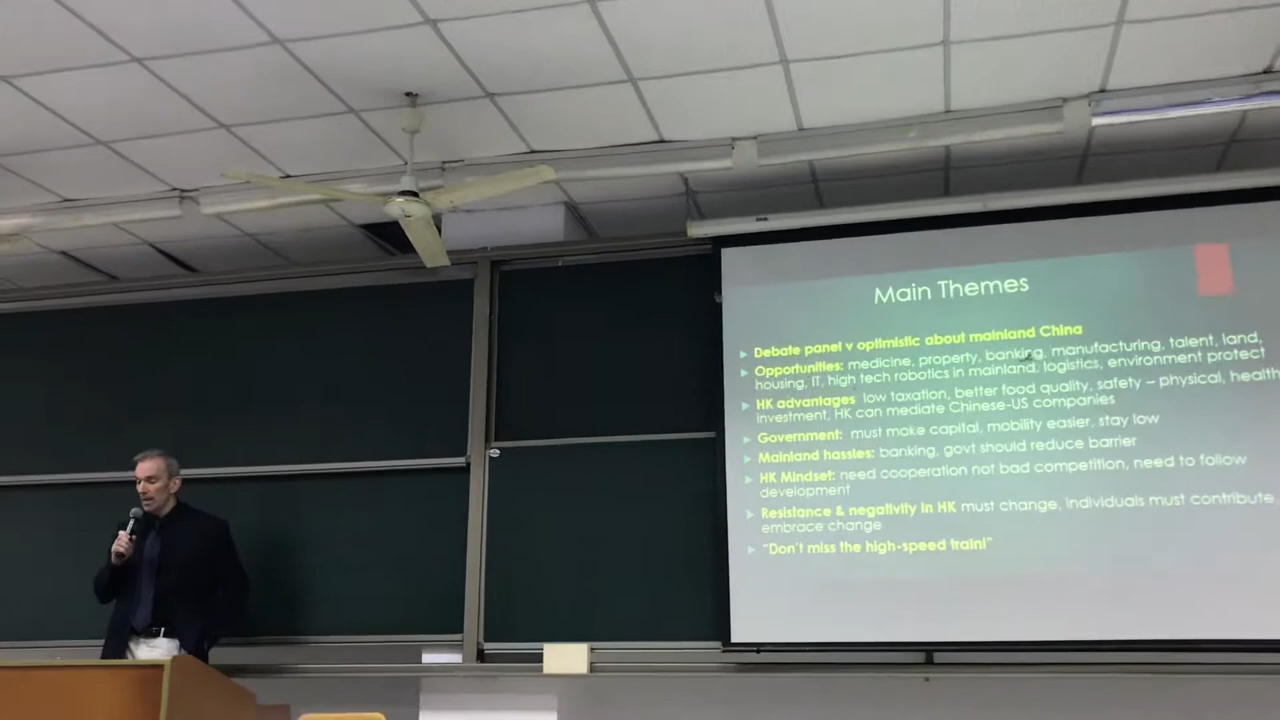 Main Themes
Debate panel v optimistic about mainland China
Opportunities: medicine, property, banking, manufacturing, talent, land,
housing, IT, high tech robotics in mainland, logistics, environment protect
HK advantages low taxation, better food quality, safety – physical, health
investment, HK can mediate Chinese-US companies
Government: must make capital, mobility easier, stay low
Mainland hassles: banking, govt should reduce barrier
HK Mindset: need cooperation not bad competition, need to follow
development
Resistance & negativity in HK must change, individuals must contribute
embrace change
"Don't miss the high-speed train!"